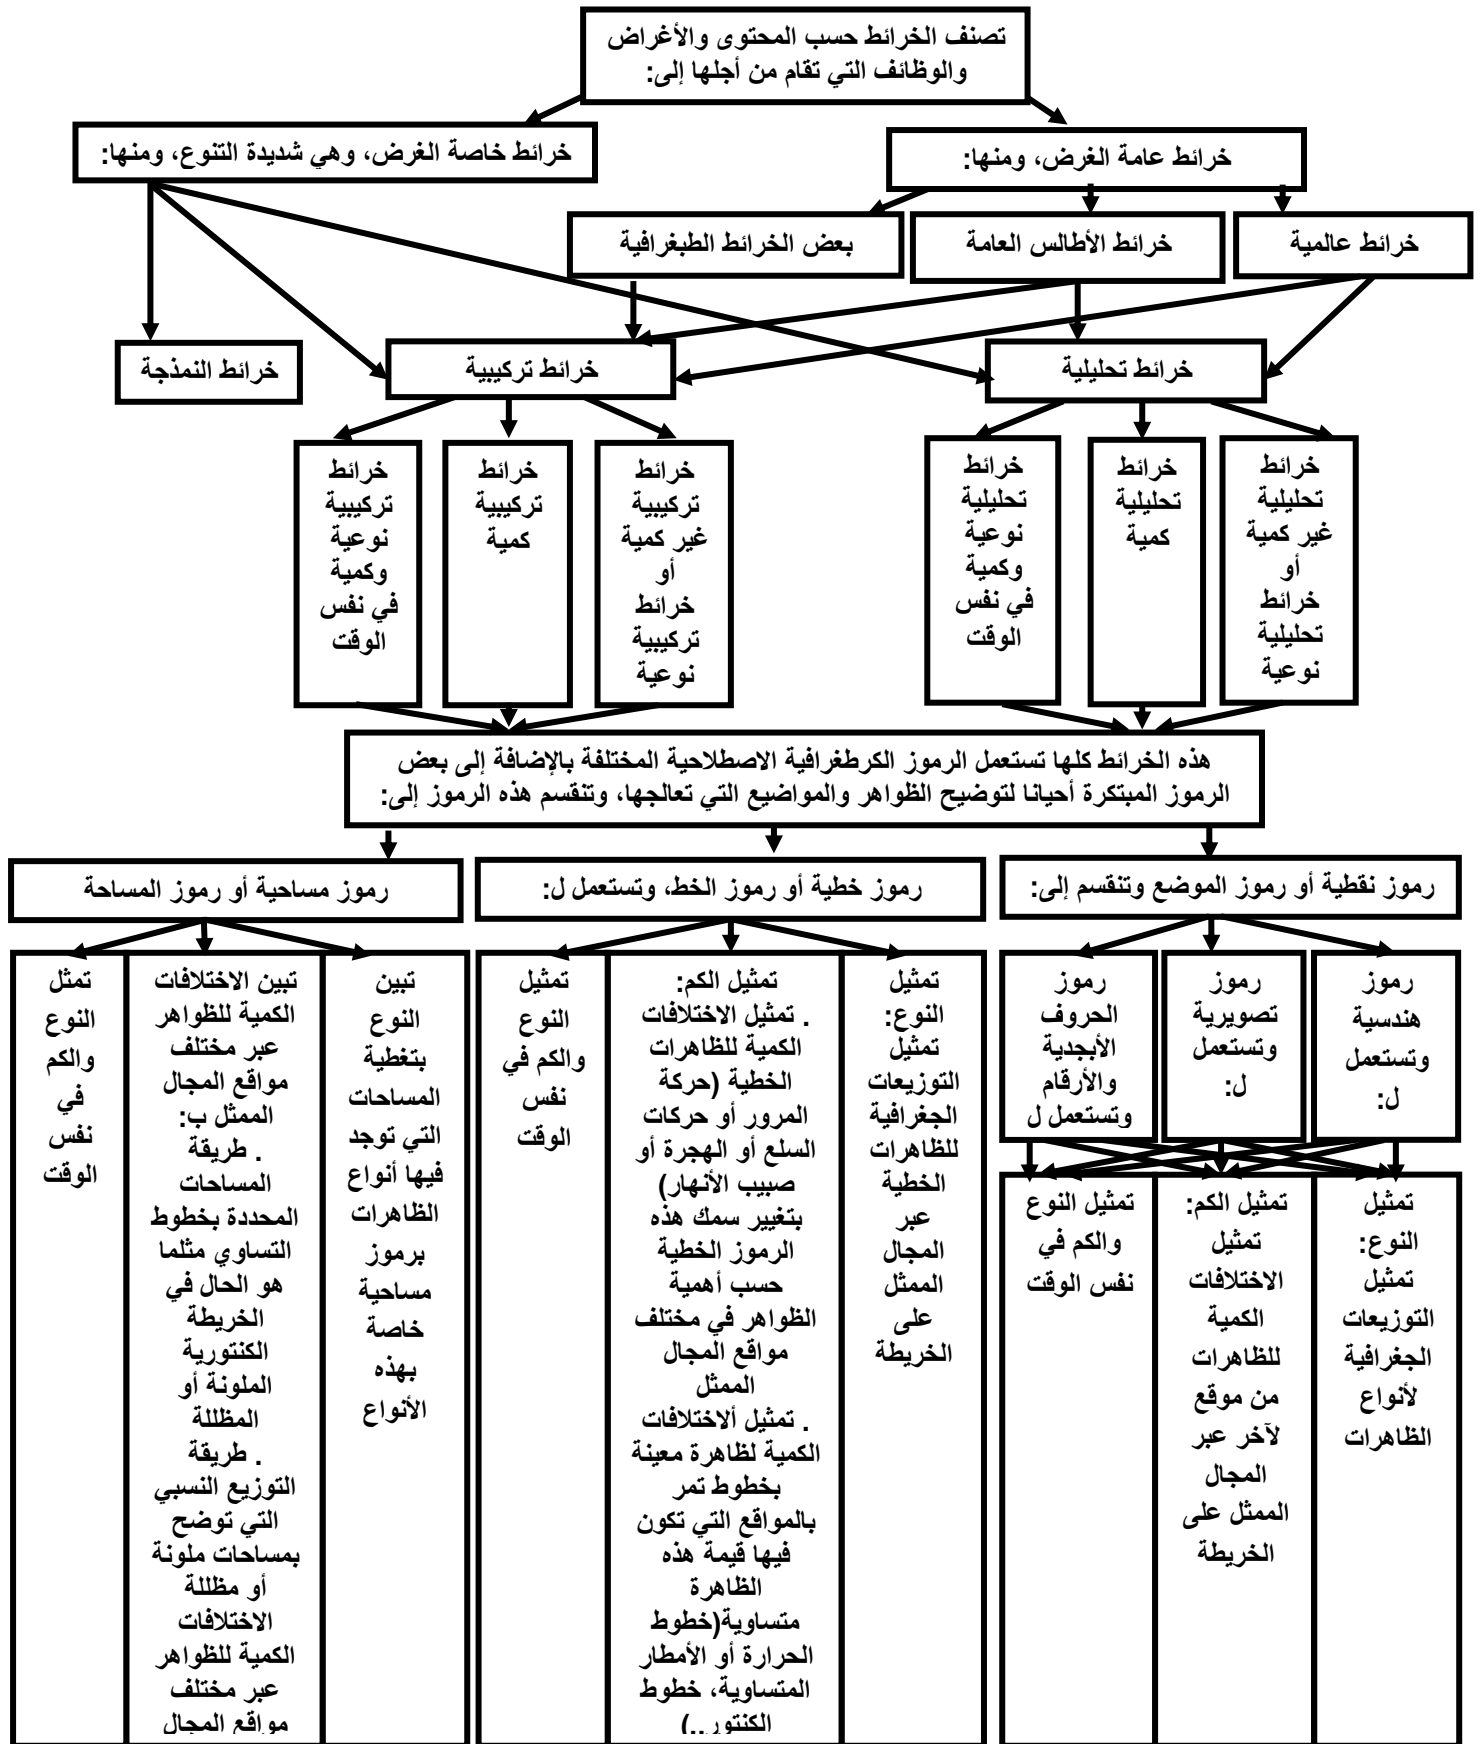 تصنف الخرائط حسب المحتوى والأغراض
والوظائف التي تقام من أجلها إلى:
خرائط عامة الغرض، ومنها:
خرائط خاصة الغرض، وهي شديدة التنوع، ومنها:
خرائط عالمية
خرائط الأطالس العامة
بعض الخرائط الطبغرافية
خرائط تحليلية
خرائط تركيبية
خرائط النمذجة
خرائط
تحليلية
غير كمية
أو
خرائط
تحليلية
نوعية
خرائط
تحليلية
كمية
خرائط
تحليلية
نوعية
وكمية
في نفس
الوقت
خرائط
تركيبية
غير كمية
أو
خرائط
تركيبية
نوعية
خرائط
تركيبية
كمية
خرائط
تركيبية
نوعية
وكمية
في نفس
الوقت
هذه الخرائط كلها تستعمل الرموز الكرطغرافية الاصطلاحية المختلفة بالإضافة إلى بعض
الرموز المبتكرة أحيانا لتوضيح الظواهر والمواضيع التي تعالجها، وتنقسم هذه الرموز إلى:
رموز نقطية أو رموز الموضع وتنقسم إلى:
رموز خطية أو رموز الخط، وتستعمل ل:
رموز مساحية أو رموز المساحة
رموز
هندسية
وتستعمل
ل:
رموز
تصويرية
وتستعمل
ل:
رموز
الحروف
الأبجدية
والأرقام
وتستعمل ل
تمثيل
النوع:
تمثيل
التوزيعات
الجغرافية
لأنواع
الظاهرات
تمثيل الكم:
تمثيل
الاختلافات
الكمية
للظاهرات
من موقع
لآخر عبر
المجال
الممثل على
الخريطة
تمثيل النوع
والكم في
نفس الوقت
تمثيل
النوع:
تمثيل
التوزيعات
الجغرافية
للظاهرات
الخطية
عبر
المجال
الممثل
على
الخريطة
تمثيل الكم:
. تمثيل الاختلافات
الكمية للظاهرات
الخطية (حركة
المرور أو حركات
السلع أو الهجرة أو
صبيب الأنهار)
بتغيير سمك هذه
الرموز الخطية
حسب أهمية
الظواهر في مختلف
مواقع المجال
الممثل
. تمثيل ألاختلافات
الكمية لظاهرة معينة
بخطوط تمر
بالمواقع التي تكون
فيها قيمة هذه
الظاهرة
متساوية(خطوط
الحرارة أو الأمطار
المتساوية، خطوط
الكنتور..)
تمثيل
النوع
والكم في
نفس
الوقت
تبين
النوع
بتغطية
المساحات
التي توجد
فيها أنواع
الظاهرات
برموز
مساحية
خاصة
بهذه
الأنواع
تبين الاختلافات
الكمية للظواهر
عبر مختلف
مواقع المجال
الممثل ب:
. طريقة
المساحات
المحددة بخطوط
التساوي مثلما
هو الحال في
الخريطة
الكنتورية
الملونة أو
المظللة
. طريقة
التوزيع النسبي
التي توضح
بمساحات ملونة
أو مظللة
الاختلافات
الكمية للظواهر
عبر مختلف
مواقع المجال
تمثل
النوع
والكم
في
نفس
الوقت